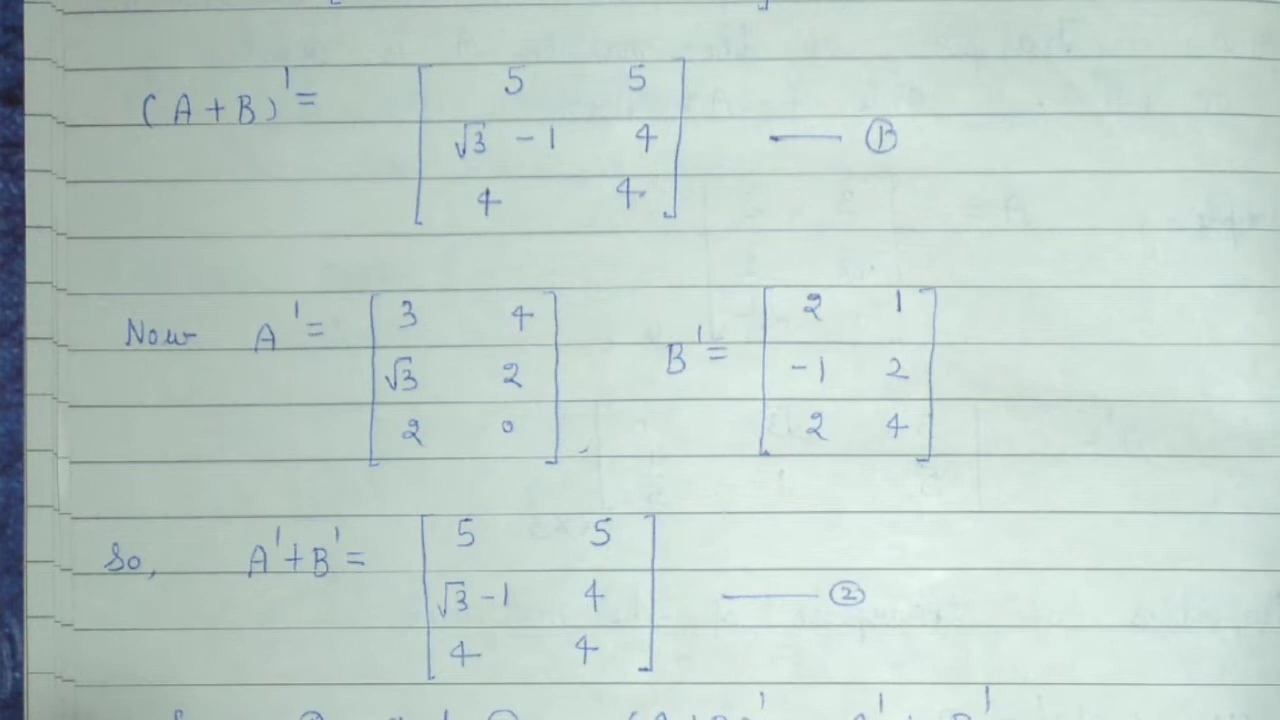 (A+B)' = [ 5 5
√3 -1 4
4 4 ] — ①
Now A' = [ 3 4
√3 2
2 0 ], B' = [ 2 1
-1 2
2 4 ]
So, A'+B' = [ 5 5
√3 -1 4
4 4 ] — ②